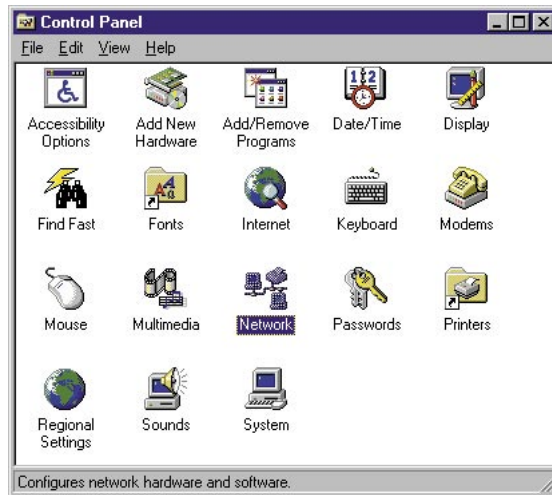 Control Panel
File Edit View Help
Accessibility Options
Add New Hardware
Add/Remove Programs
Date/Time
Display
Find Fast
Fonts
Internet
Keyboard
Modems
Mouse
Multimedia
Network
Passwords
Printers
Regional Settings
Sounds
System
Configures network hardware and software.